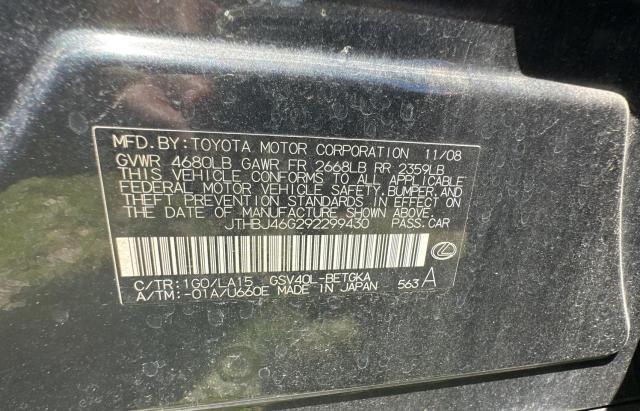 MFD.BY:TOYOTA MOTOR CORPORATION 11/08
GVWR 4680LB GAWR FR 2668LB RR 2359LB
THIS VEHICLE CONFORMS TO ALL APPLICABLE
FEDERAL MOTOR VEHICLE SAFETY,BUMPER,AND
THEFT PREVENTION STANDARDS IN EFFECT ON
THE DATE OF MANUFACTURE SHOWN ABOVE.
JTHBJ46G292299430 PASS.CAR
C/TR:1G0/LA15 GSV40L-BETGKA
A/TM:-01A/U660E MADE IN JAPAN 563 A